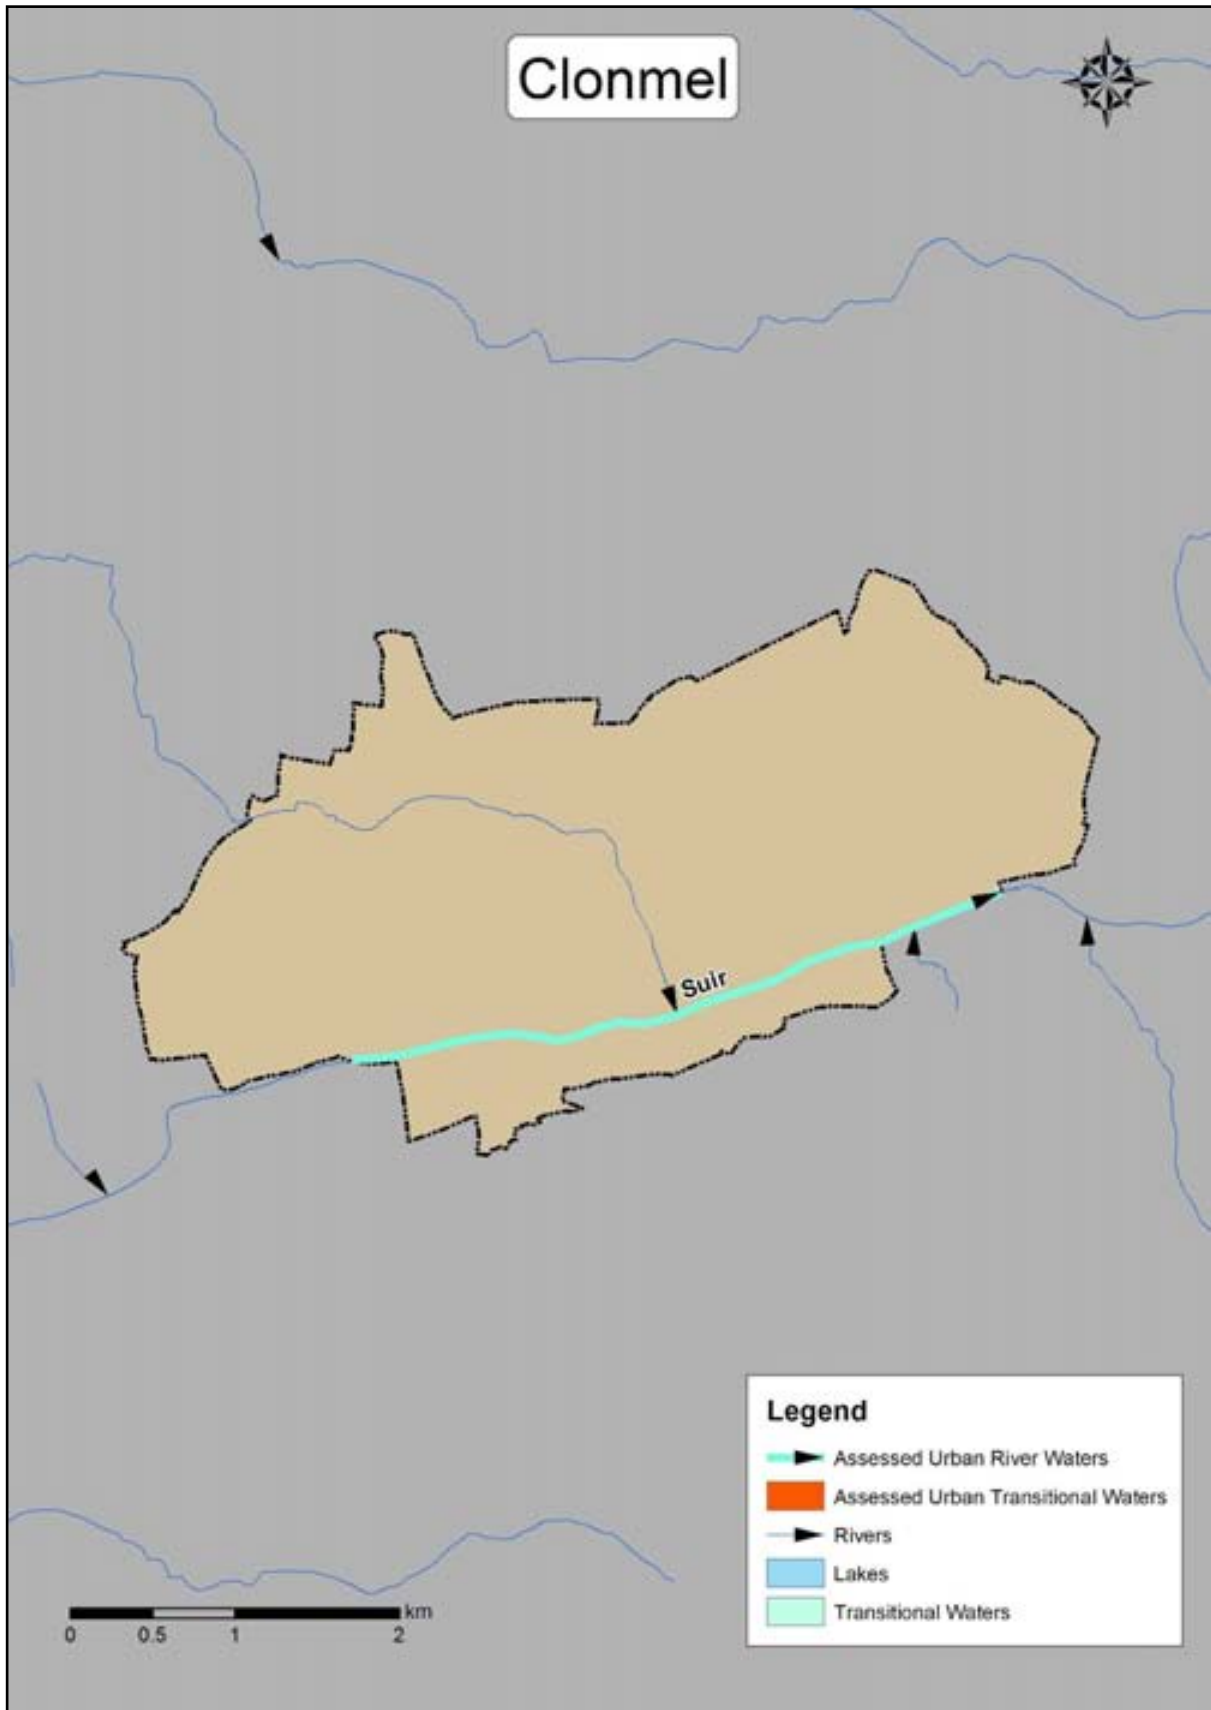 Clonmel
Suir
Legend
Assessed Urban River Waters
Assessed Urban Transitional Waters
Rivers
Lakes
Transitional Waters
km
0 0.5 1 2